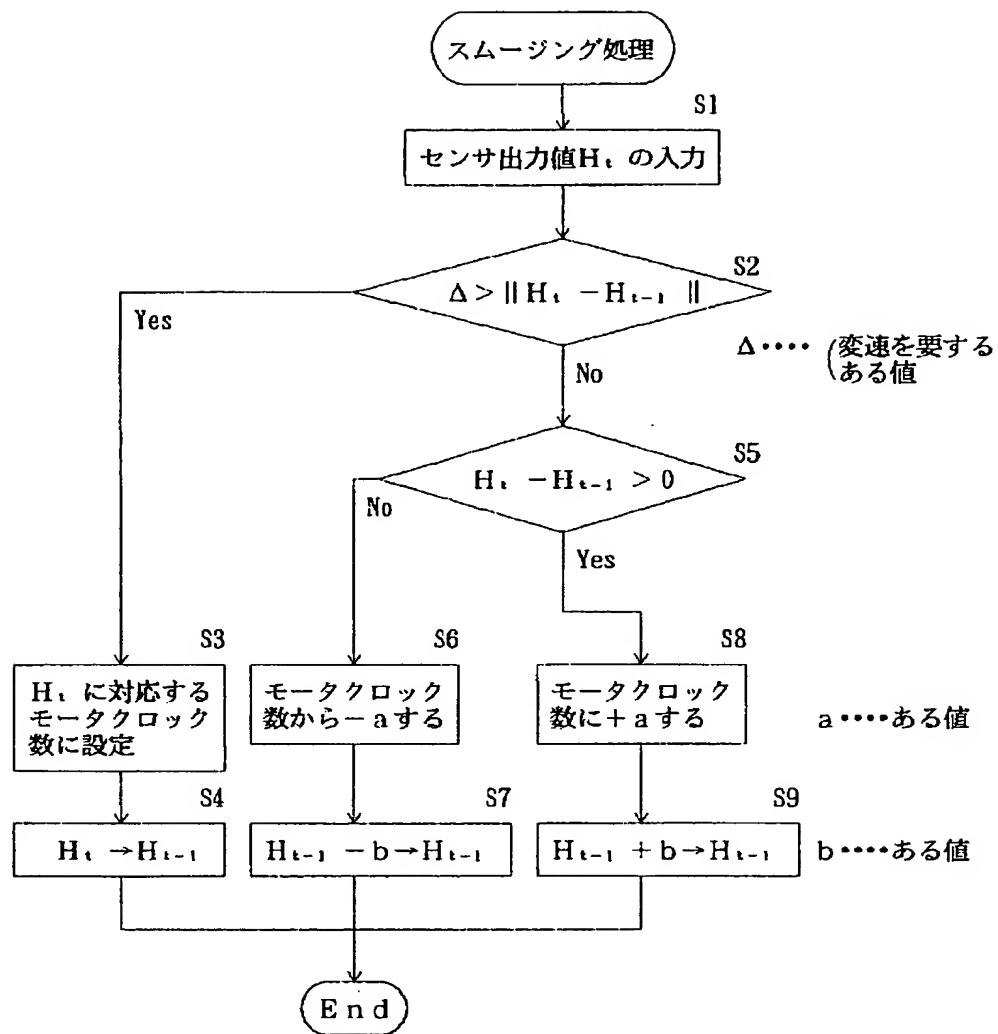 スムージング処理
S1
センサ出力値Hₜ の入力
S2
Δ>‖Hₜ −Hₜ₋₁ ‖
Yes
Δ････(変速を要する
ある値
No
S5
Hₜ −Hₜ₋₁ >0
No
Yes
S3
Hₜ に対応する
モータクロック
数に設定
S6
モータクロック
数から−aする
S8
モータクロック
数に+aする
a････ある値
S4
Hₜ →Hₜ₋₁
S7
Hₜ₋₁ −b→Hₜ₋₁
S9
Hₜ₋₁ +b→Hₜ₋₁
b････ある値
End